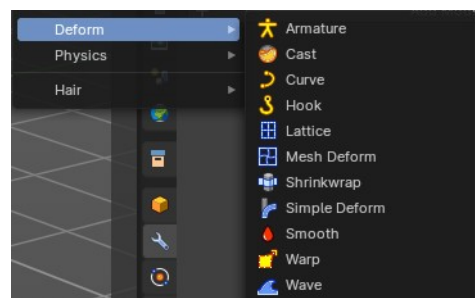 Deform
Physics
Hair
Armature
Cast
Curve
Hook
Lattice
Mesh Deform
Shrinkwrap
Simple Deform
Smooth
Warp
Wave